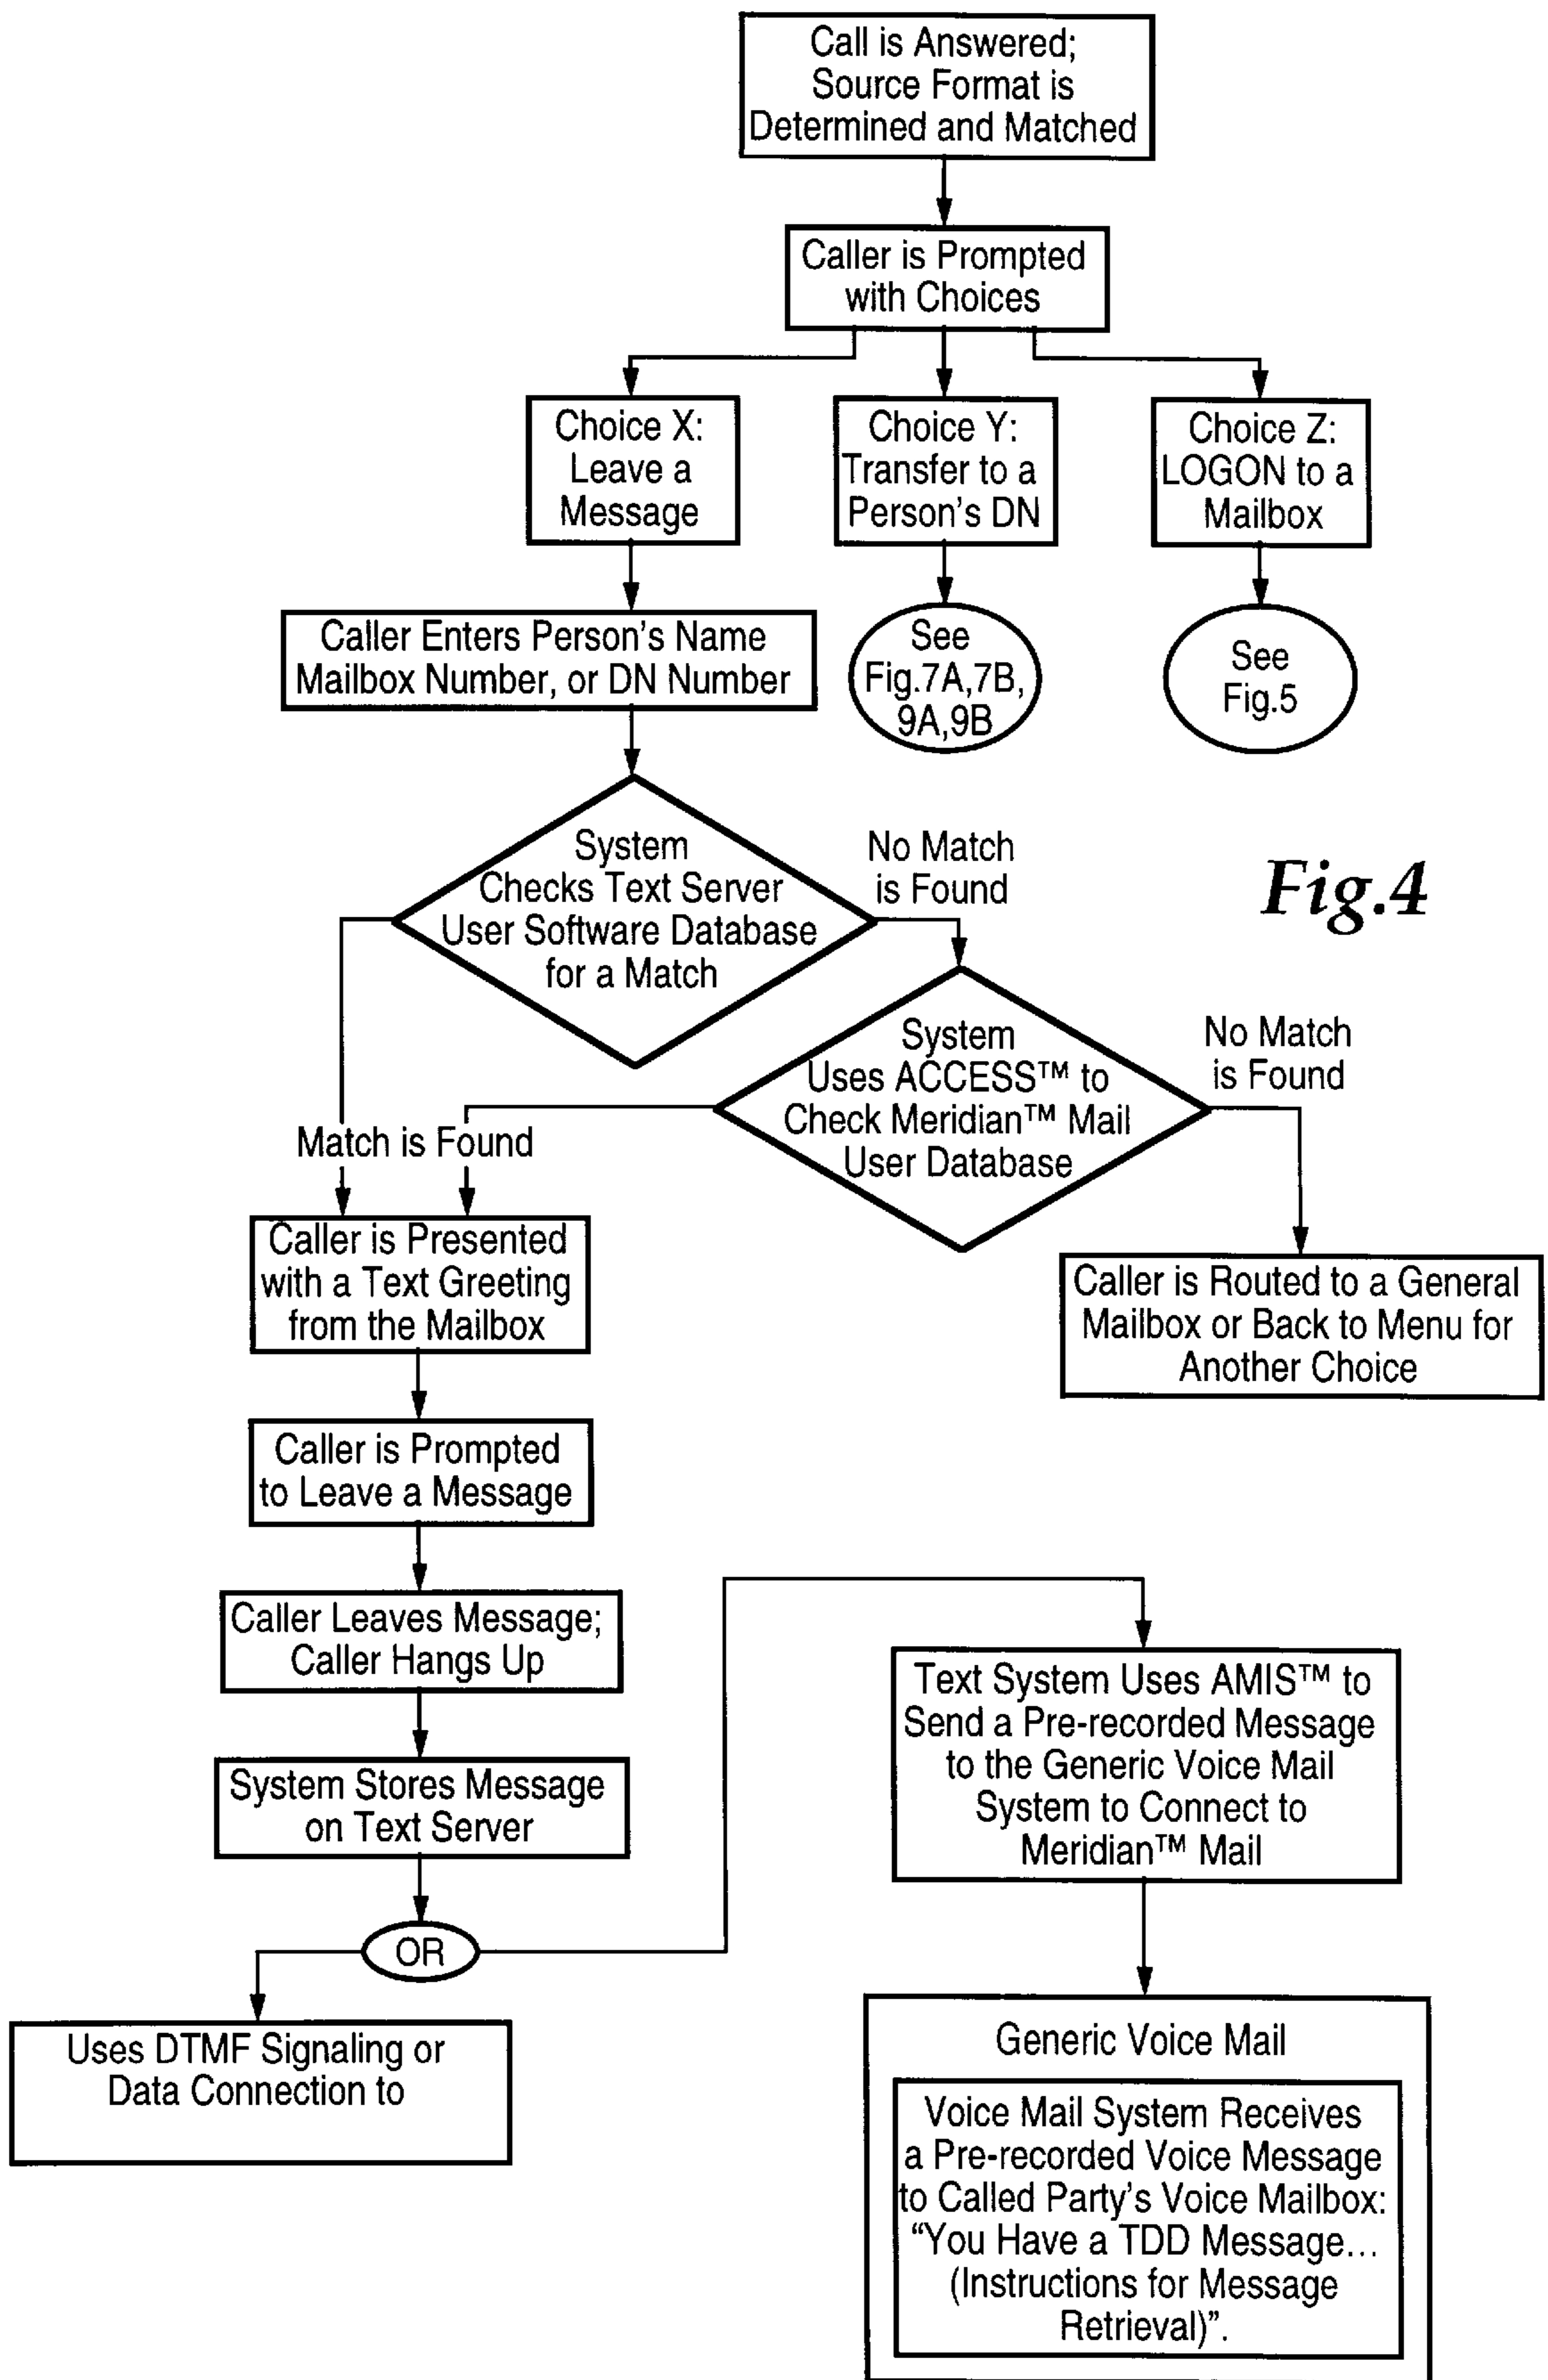 Call is Answered;
Source Format is
Determined and Matched
Caller is Prompted
with Choices
Choice X:
Leave a
Message
Choice Y:
Transfer to a
Person's DN
Choice Z:
LOGON to a
Mailbox
Caller Enters Person's Name
Mailbox Number, or DN Number
See
Fig.7A,7B,
9A,9B
See
Fig.5
System
Checks Text Server
User Software Database
for a Match
No Match
is Found
Fig.4
System
Uses ACCESS™ to
Check Meridian™ Mail
User Database
No Match
is Found
Match is Found
Caller is Presented
with a Text Greeting
from the Mailbox
Caller is Routed to a General
Mailbox or Back to Menu for
Another Choice
Caller is Prompted
to Leave a Message
Caller Leaves Message;
Caller Hangs Up
System Stores Message
on Text Server
OR
Uses DTMF Signaling or
Data Connection to
Text System Uses AMIS™ to
Send a Pre-recorded Message
to the Generic Voice Mail
System to Connect to
Meridian™ Mail
Generic Voice Mail
Voice Mail System Receives
a Pre-recorded Voice Message
to Called Party's Voice Mailbox:
“You Have a TDD Message...
(Instructions for Message
Retrieval)”.